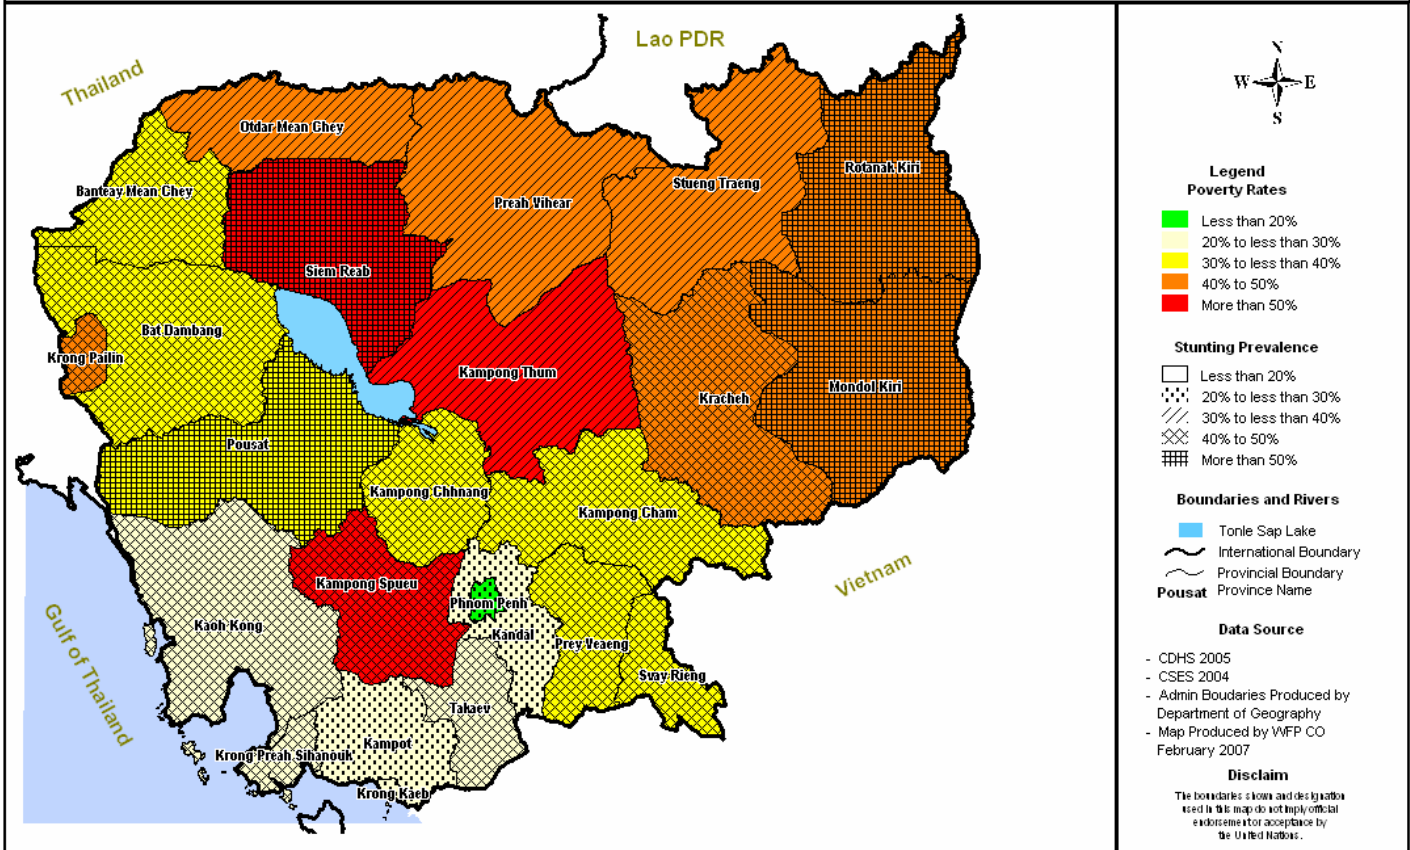 Lao PDR
Thailand
Otdar Mean Chey
Banteay Mean Chey
Preah Vihear
Stueng Traeng
Rotanak Kiri
Siem Reab
Bat Dambang
Krong Pailin
Kampong Thum
Kracheh
Mondol Kiri
Pousat
Kampong Chhnang
Kampong Cham
Kampong Spueu
Phnom Penh
Kandal
Prey Veaeng
Svay Rieng
Kaoh Kong
Takaev
Kampot
Krong Preah Sihanouk
Krong Kaeb
Vietnam
Gulf of Thailand
N
W E
S
Legend
Poverty Rates
Less than 20%
20% to less than 30%
30% to less than 40%
40% to 50%
More than 50%
Stunting Prevalence
Less than 20%
20% to less than 30%
30% to less than 40%
40% to 50%
More than 50%
Boundaries and Rivers
Tonle Sap Lake
International Boundary
Provincial Boundary
Pousat Province Name
Data Source
- CDHS 2005
- CSES 2004
- Admin Boudaries Produced by
Department of Geography
- Map Produced by WFP CO
February 2007
Disclaim
The boundaries shown and designation
used in this map do not imply official
endorsement or acceptance by
the United Nations.